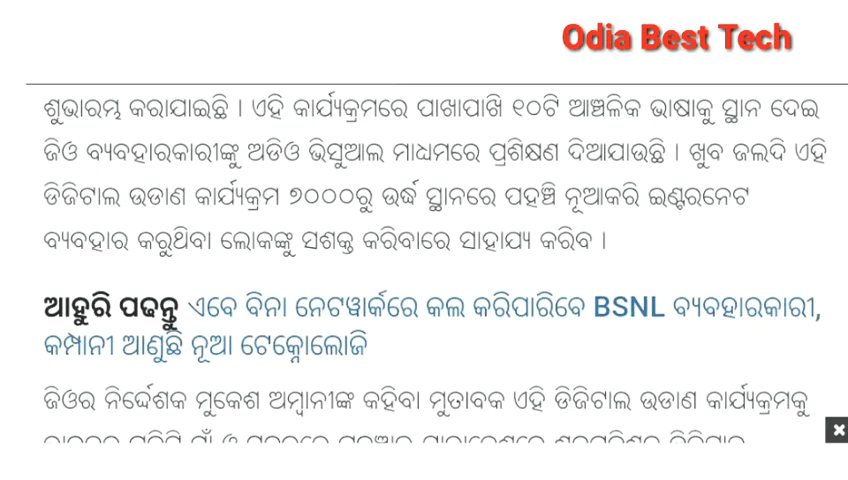 Odia Best Tech
ଶୁଭାରମ୍ଭ କରାଯାଇଛି । ଏହି କାର୍ଯ୍ୟକ୍ରମରେ ପାଖାପାଖି ୧୦ଟି ଆଞ୍ଚଳିକ ଭାଷାକୁ ସ୍ଥାନ ଦେଇ
ଜିଓ ବ୍ୟବହାରକାରୀଙ୍କୁ ଅଡିଓ ଭିସୁଆଲ ମାଧ୍ୟମରେ ପ୍ରଶିକ୍ଷଣ ଦିଆଯାଉଛି । ଖୁବ ଜଲଦି ଏହି
ଡିଜିଟାଲ ଉଡାଣ କାର୍ଯ୍ୟକ୍ରମ ୭୦୦୦ରୁ ଉର୍ଦ୍ଧ ସ୍ଥାନରେ ପହଞ୍ଚି ନୂଆକରି ଇଣ୍ଟରନେଟ
ବ୍ୟବହାର କରୁଥିବା ଲୋକଙ୍କୁ ସଶକ୍ତ କରିବାରେ ସାହାଯ୍ୟ କରିବ ।
ଆହୁରି ପଢନ୍ତୁ ଏବେ ବିନା ନେଟୱାର୍କରେ କଲ କରିପାରିବେ BSNL ବ୍ୟବହାରକାରୀ,
କମ୍ପାନୀ ଆଣୁଛି ନୂଆ ଟେକ୍ନୋଲୋଜି
ଜିଓର ନିର୍ଦ୍ଦେଶକ ମୁକେଶ ଅମ୍ବାନୀଙ୍କ କହିବା ମୁତାବକ ଏହି ଡିଜିଟାଲ ଉଡାଣ କାର୍ଯ୍ୟକ୍ରମକୁ